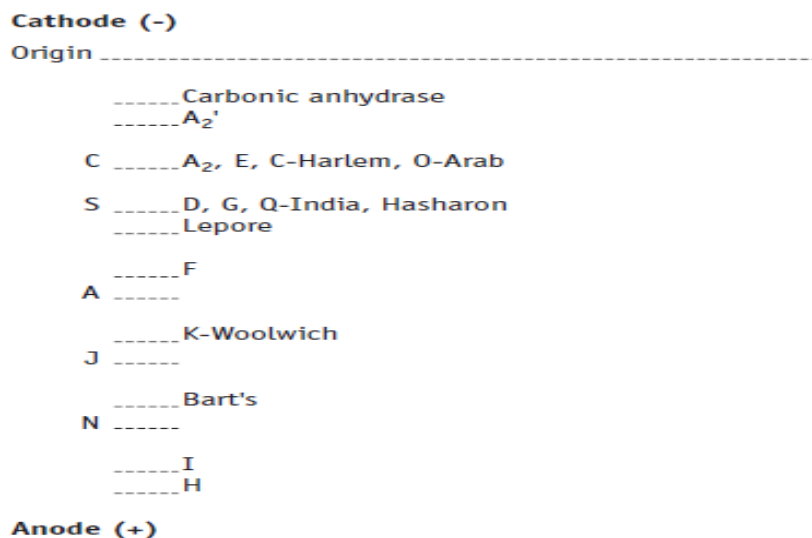 Cathode (-)
Origin
Carbonic anhydrase
A₂'
C A₂, E, C-Harlem, O-Arab
S D, G, Q-India, Hasharon
Lepore
F
A
K-Woolwich
J
Bart's
N
I
H
Anode (+)